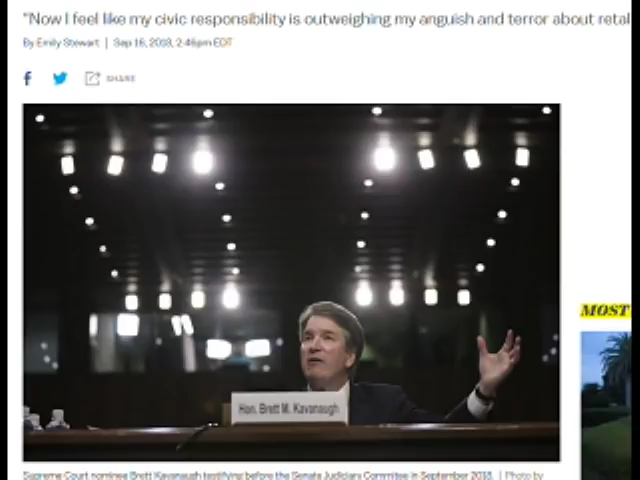 "Now I feel like my civic responsibility is outweighing my anguish and terror about retal
By Emily Stewart | Sep 16, 2018, 2:46pm EDT
SHARE
Hon. Brett M. Kavanaugh
MOST
Supreme Court nominee Brett Kavanaugh testifying before the Senate Judiciary Committee in September 2018. | Photo by